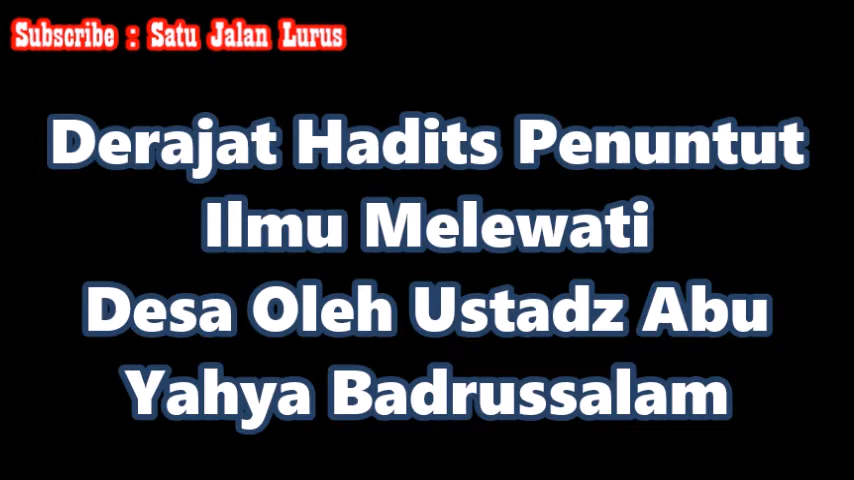 Subscribe : Satu Jalan Lurus
Derajat Hadits Penuntut
Ilmu Melewati
Desa Oleh Ustadz Abu
Yahya Badrussalam